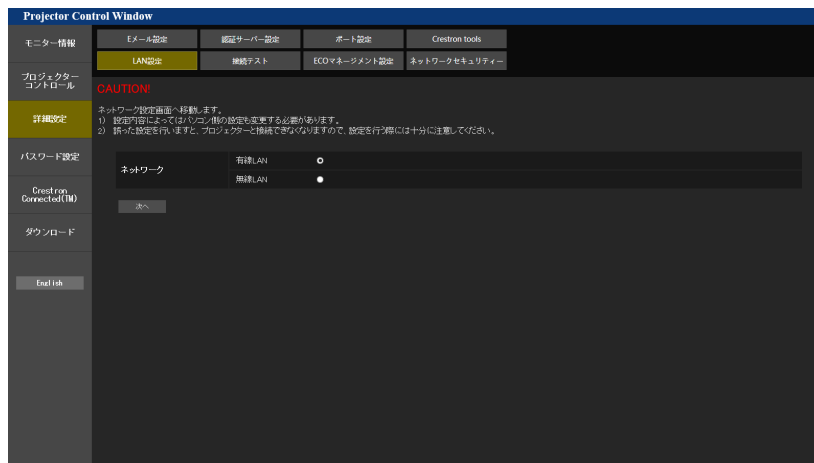 Projector Control Window
モニター情報
プロジェクター
コントロール
詳細設定
パスワード設定
Crestron
Connected(TM)
ダウンロード
English
Eメール設定 認証サーバー設定 ポート設定 Crestron tools
LAN設定 接続テスト ECOマネージメント設定 ネットワークセキュリティー
CAUTION!
ネットワーク設定画面へ移動します。
1) 設定内容によってはパソコン側の設定も変更する必要があります。
2) 誤った設定を行いますと、プロジェクターと接続できなくなりますので、設定を行う際には十分に注意してください。
ネットワーク
有線LAN
無線LAN
次へ